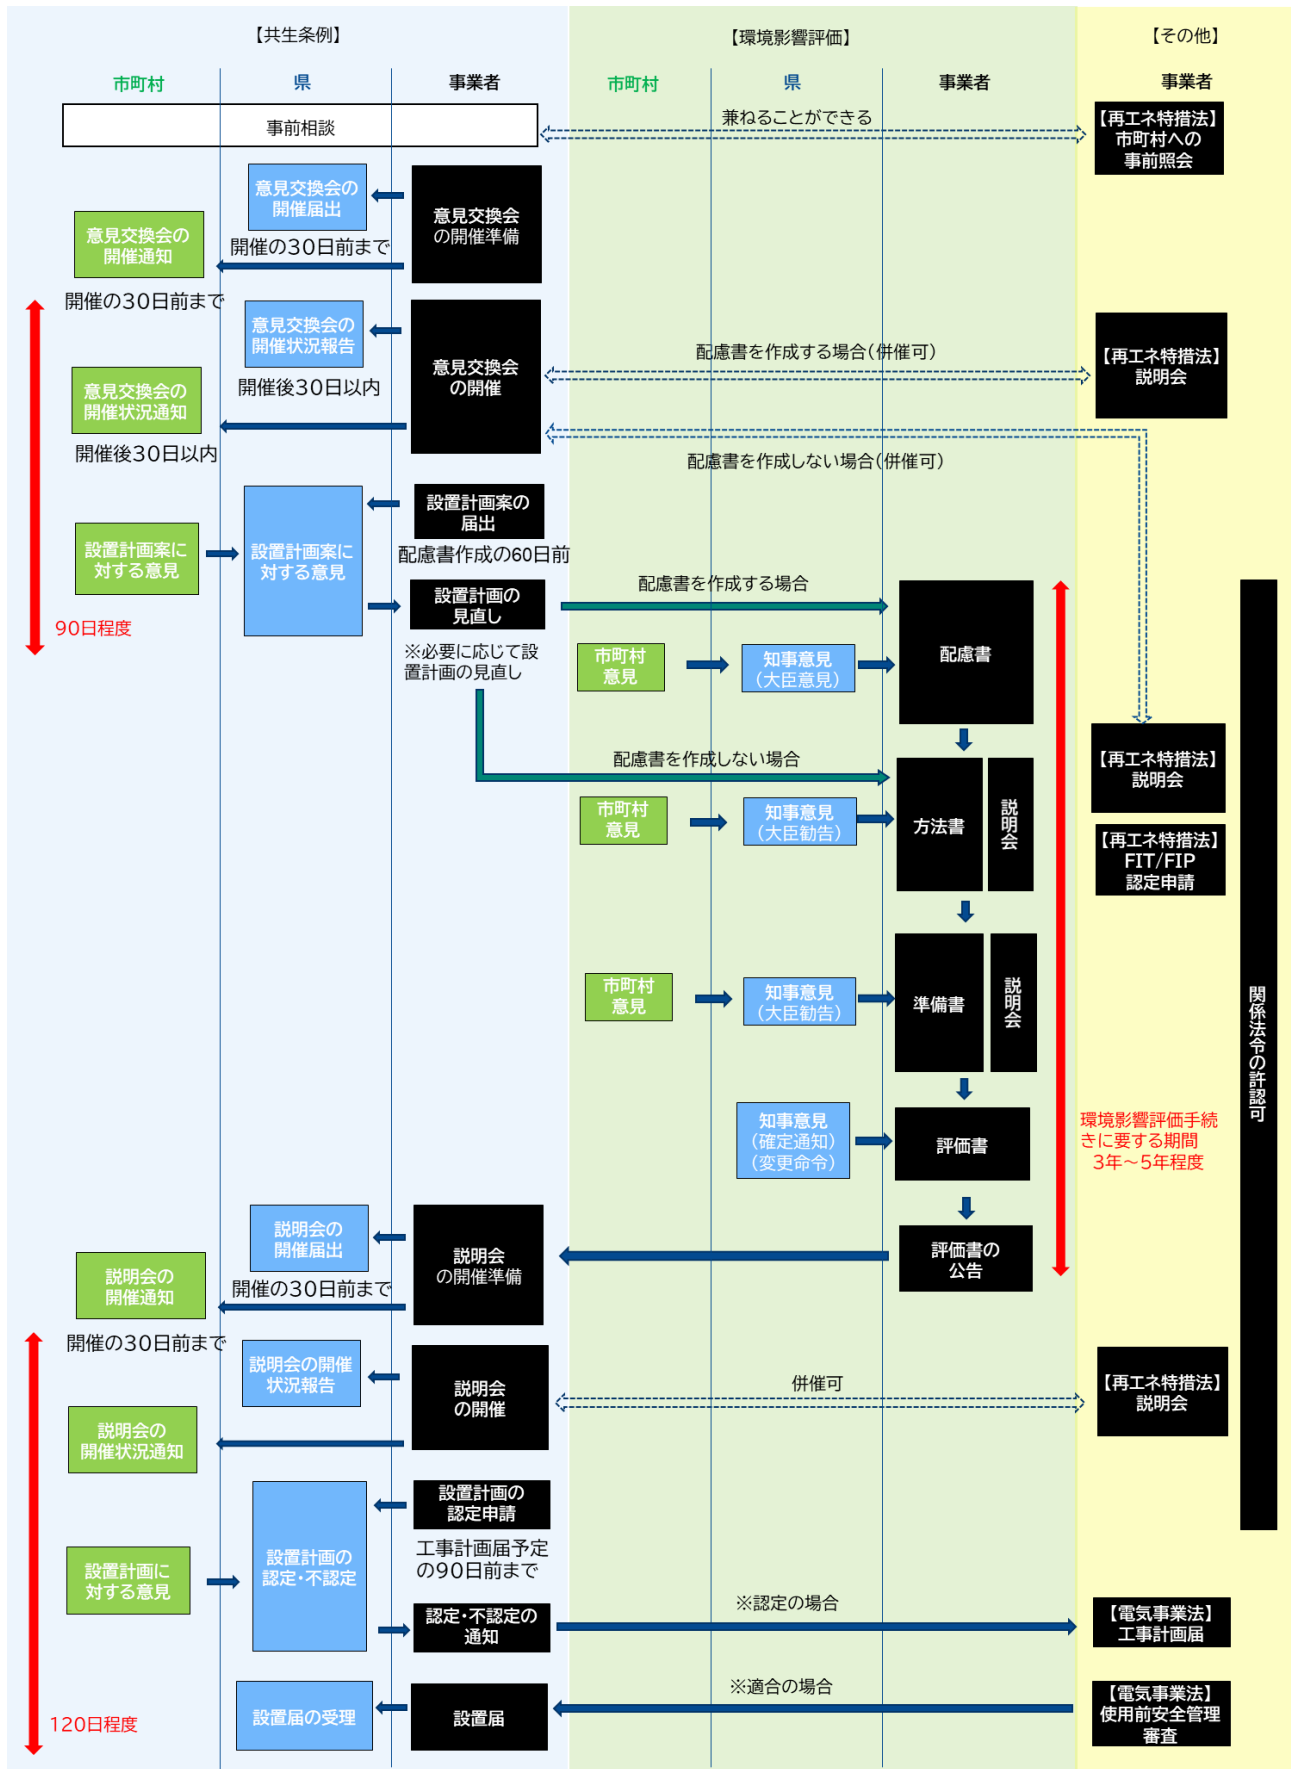 【共生条例】
【環境影響評価】
【その他】
市町村
県
事業者
市町村
県
事業者
事業者
事前相談
兼ねることができる
【再エネ特措法】
市町村への
事前照会
意見交換会の
開催届出
開催の30日前まで
意見交換会
の開催準備
意見交換会の
開催通知
開催の30日前まで
意見交換会の
開催状況報告
開催後30日以内
意見交換会
の開催
配慮書を作成する場合(併催可)
【再エネ特措法】
説明会
意見交換会の
開催状況通知
開催後30日以内
配慮書を作成しない場合(併催可)
設置計画案の
届出
配慮書作成の60日前
設置計画案に
対する意見
設置計画案に
対する意見
90日程度
設置計画の
見直し
※必要に応じて設
置計画の見直し
配慮書を作成する場合
市町村
意見
知事意見
(大臣意見)
配慮書
配慮書を作成しない場合
市町村
意見
知事意見
(大臣勧告)
方法書
説明会
【再エネ特措法】
説明会
【再エネ特措法】
FIT/FIP
認定申請
市町村
意見
知事意見
(大臣勧告)
準備書
説明会
関係法令の許認可
知事意見
(確定通知)
(変更命令)
評価書
環境影響評価手続
きに要する期間
3年～5年程度
評価書の
公告
説明会の
開催届出
開催の30日前まで
説明会
の開催準備
説明会の
開催通知
開催の30日前まで
説明会の開催
状況報告
説明会
の開催
併催可
【再エネ特措法】
説明会
説明会の
開催状況通知
設置計画の
認定申請
工事計画届予定
の90日前まで
設置計画に
対する意見
設置計画の
認定・不認定
認定・不認定の
通知
※認定の場合
【電気事業法】
工事計画届
120日程度
設置届の受理
設置届
※適合の場合
【電気事業法】
使用前安全管理
審査